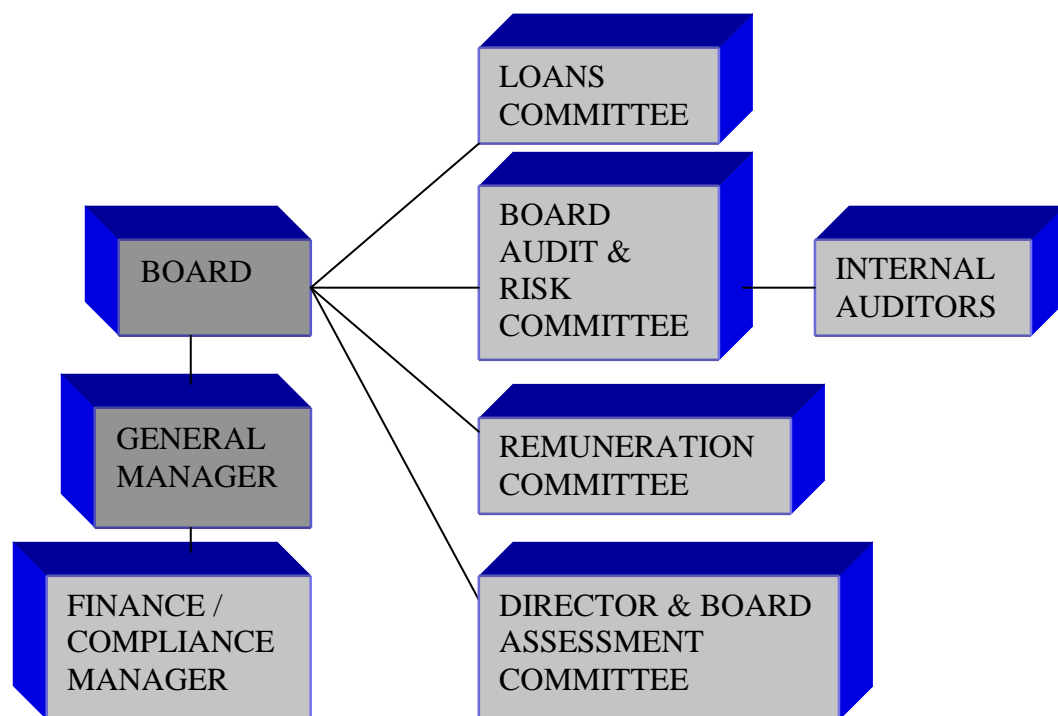 LOANS
COMMITTEE
BOARD
AUDIT &
RISK
COMMITTEE
INTERNAL
AUDITORS
BOARD
GENERAL
MANAGER
REMUNERATION
COMMITTEE
FINANCE /
COMPLIANCE
MANAGER
DIRECTOR & BOARD
ASSESSMENT
COMMITTEE